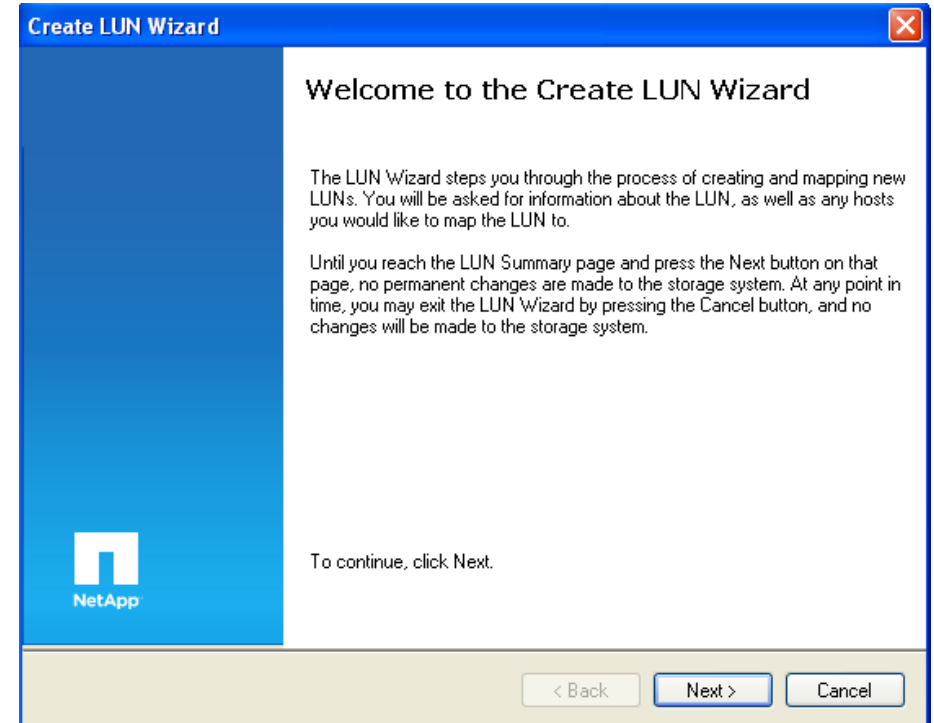 Create LUN Wizard
Welcome to the Create LUN Wizard
The LUN Wizard steps you through the process of creating and mapping new
LUNs. You will be asked for information about the LUN, as well as any hosts
you would like to map the LUN to.
Until you reach the LUN Summary page and press the Next button on that
page, no permanent changes are made to the storage system. At any point in
time, you may exit the LUN Wizard by pressing the Cancel button, and no
changes will be made to the storage system.
To continue, click Next.
NetApp
< Back
Next >
Cancel